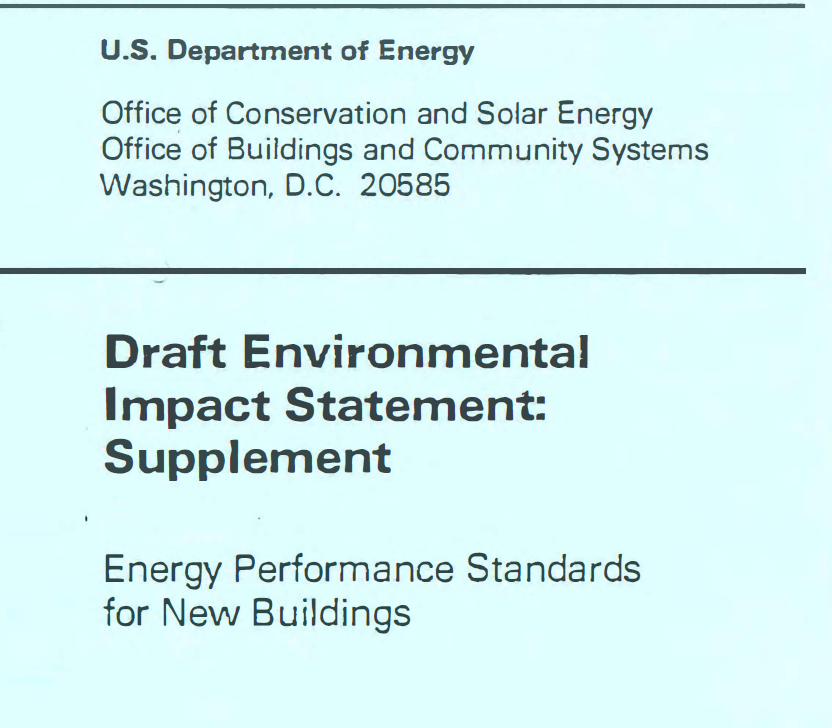 U.S. Department of Energy
Office of Conservation and Solar Energy
Office of Buildings and Community Systems
Washington, D.C. 20585
Draft Environmental
Impact Statement:
Supplement
Energy Performance Standards
for New Buildings